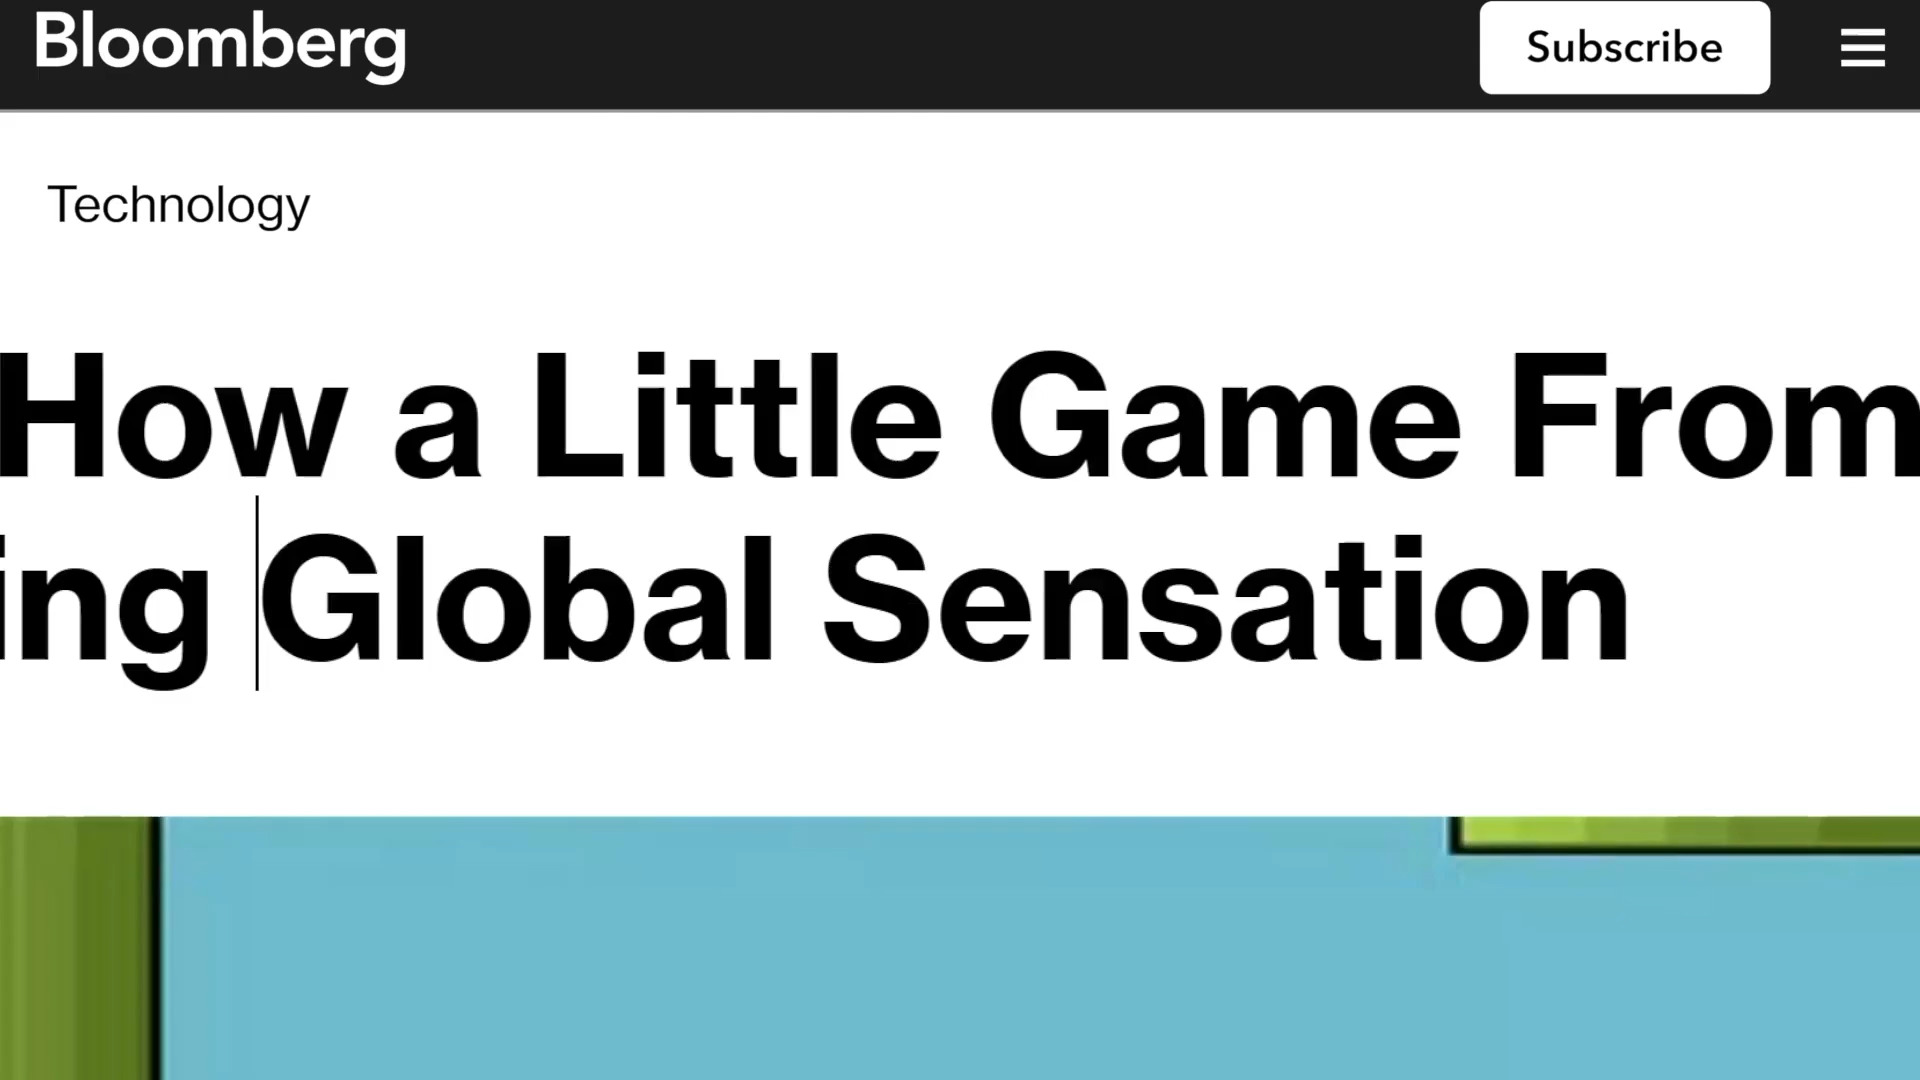 Bloomberg
Subscribe
Technology
How a Little Game From
ing Global Sensation